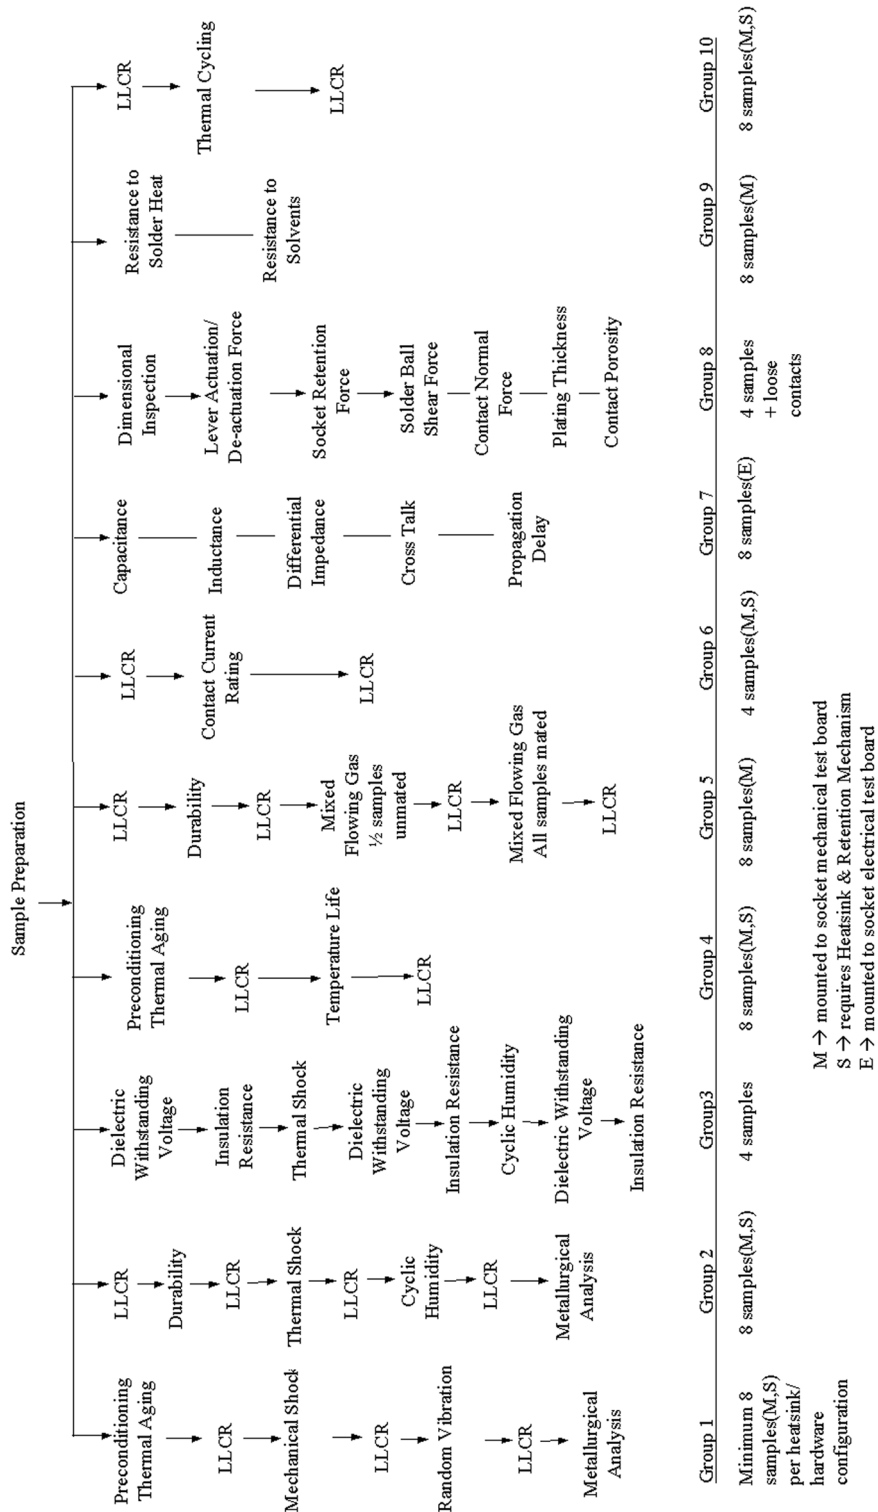 Sample Preparation
Preconditioning
Thermal Aging
LLCR
Mechanical Shock
LLCR
Random Vibration
LLCR
Metallurgical
Analysis
Group 1
Minimum 8
samples(M,S)
per heatsink/
hardware
configuration
LLCR
Durability
LLCR
Thermal Shock
LLCR
Cyclic
Humidity
LLCR
Metallurgical
Analysis
Group 2
8 samples(M,S)
Dielectric
Withstanding
Voltage
Insulation
Resistance
Thermal Shock
Dielectric
Withstanding
Voltage
Insulation Resistance
Cyclic Humidity
Dielectric Withstanding
Voltage
Insulation Resistance
Group3
4 samples
Preconditioning
Thermal Aging
LLCR
Temperature Life
LLCR
Group 4
8 samples(M,S)
LLCR
Durability
LLCR
Mixed
Flowing Gas
½ samples
unmated
LLCR
Mixed Flowing Gas
All samples mated
LLCR
Group 5
8 samples(M)
LLCR
Contact Current
Rating
LLCR
Group 6
4 samples(M,S)
Capacitance
Inductance
Differential
Impedance
Cross Talk
Propagation
Delay
Group 7
8 samples(E)
Dimensional
Inspection
Lever Actuation/
De-actuation Force
Socket Retention
Force
Solder Ball
Shear Force
Contact Normal
Force
Plating Thickness
Contact Porosity
Group 8
4 samples
+ loose
contacts
Resistance to
Solder Heat
Resistance to
Solvents
Group 9
8 samples(M)
LLCR
Thermal Cycling
LLCR
Group 10
8 samples(M,S)
M → mounted to socket mechanical test board
S → requires Heatsink & Retention Mechanism
E → mounted to socket electrical test board